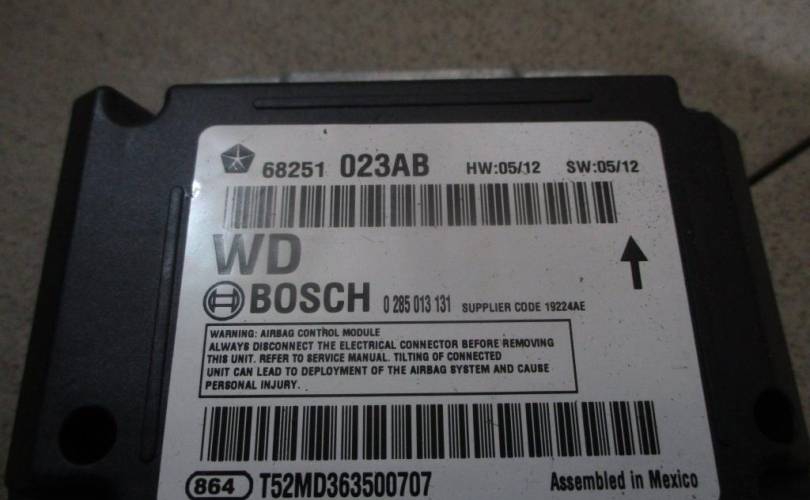 68251 023AB HW:05/12 SW:05/12
WD
BOSCH 0 285 013 131 SUPPLIER CODE 19224AE
WARNING: AIRBAG CONTROL MODULE
ALWAYS DISCONNECT THE ELECTRICAL CONNECTOR BEFORE REMOVING
THIS UNIT. REFER TO SERVICE MANUAL. TILTING OF CONNECTED
UNIT CAN LEAD TO DEPLOYMENT OF THE AIRBAG SYSTEM AND CAUSE
PERSONAL INJURY.
864 T52MD363500707 Assembled in Mexico